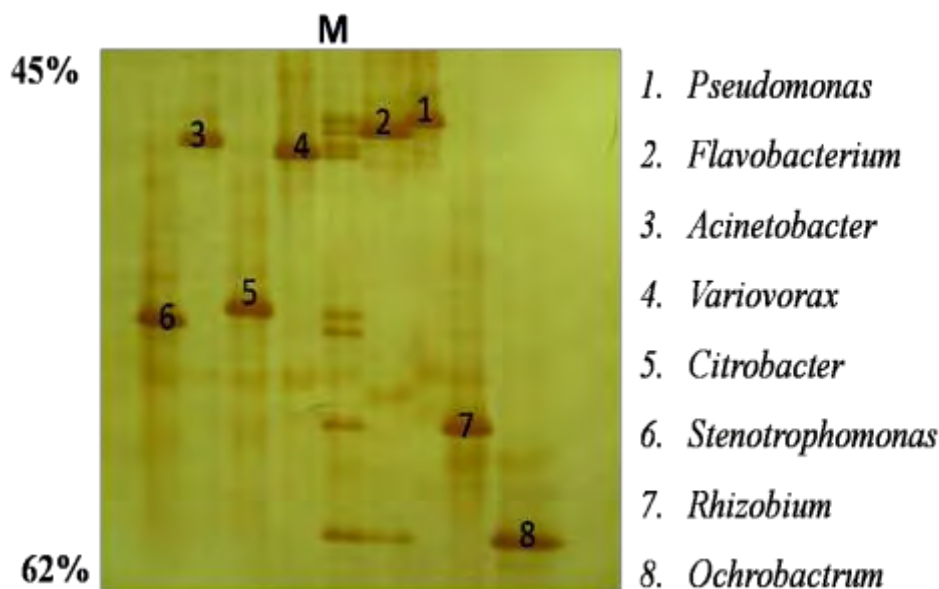 M
45%
1
2
3
4
5
6
7
8
62%
1. Pseudomonas
2. Flavobacterium
3. Acinetobacter
4. Variovorax
5. Citrobacter
6. Stenotrophomonas
7. Rhizobium
8. Ochrobactrum